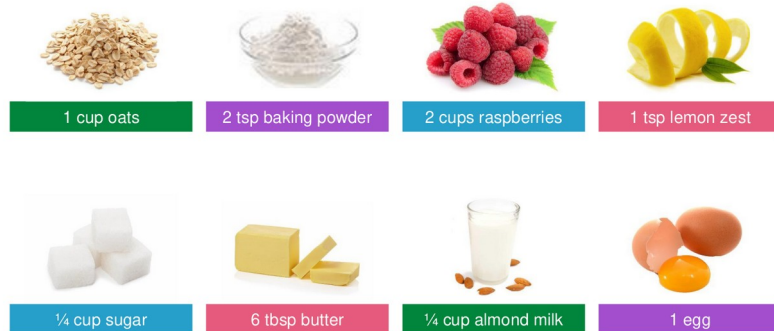 1 cup oats
2 tsp baking powder
2 cups raspberries
1 tsp lemon zest
¼ cup sugar
6 tbsp butter
¼ cup almond milk
1 egg